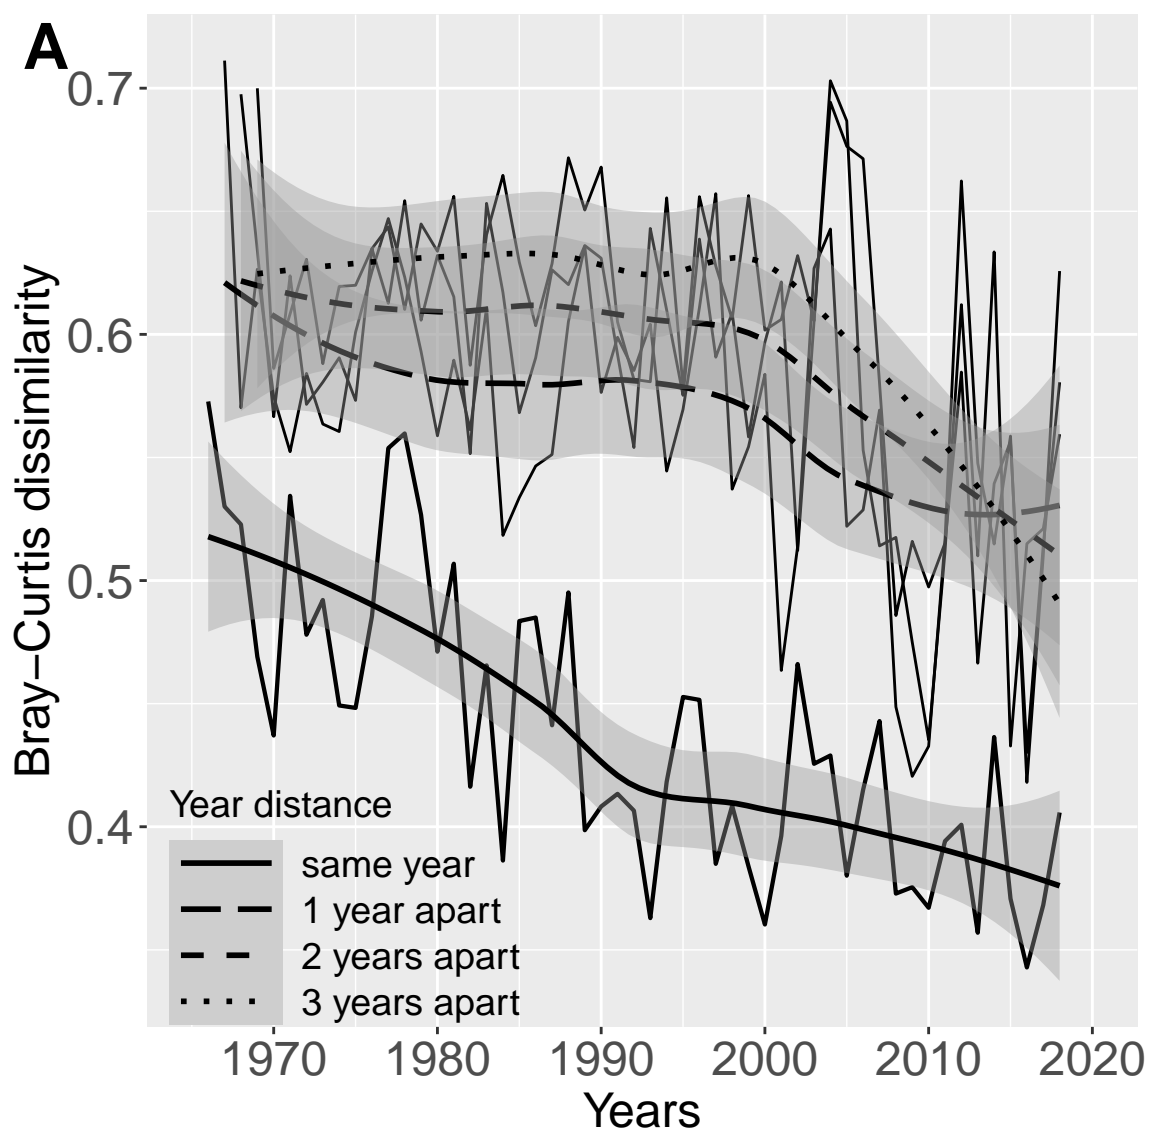 A
0.7
0.6
0.5
0.4
Bray−Curtis dissimilarity
Year distance
same year
1 year apart
2 years apart
3 years apart
1970 1980 1990 2000 2010 2020
Years